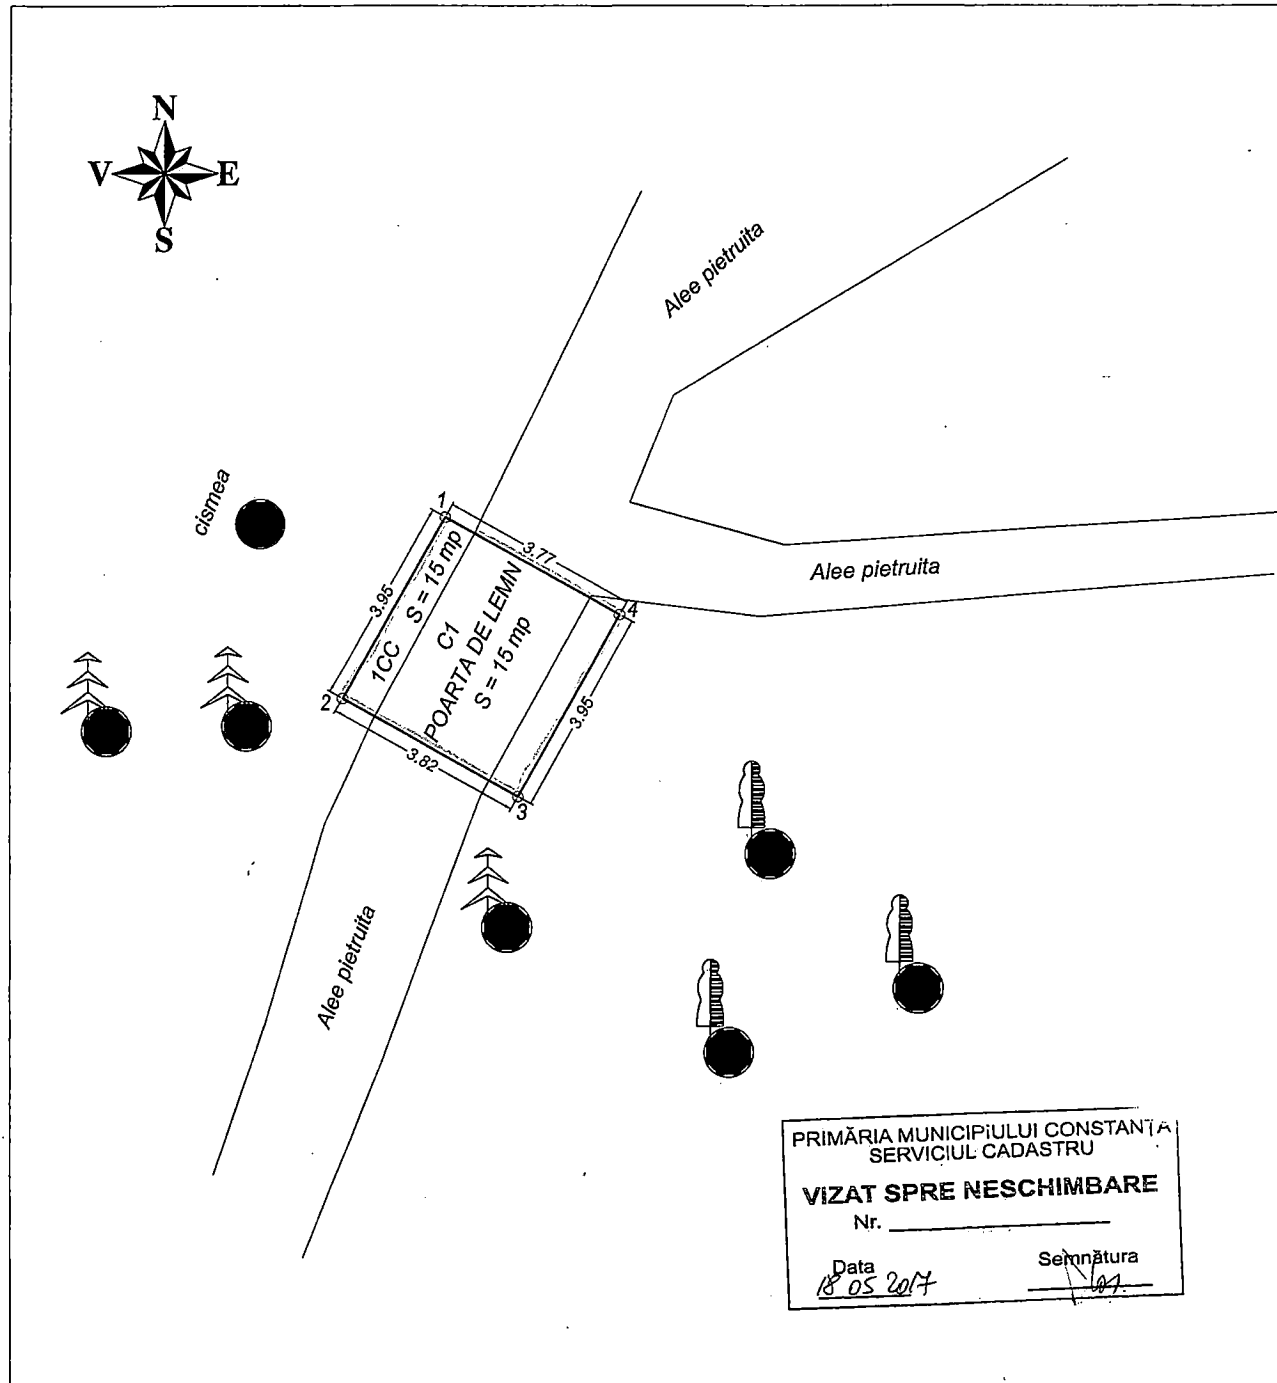 N
V E
S
Alee pietruita
cismea
1
3.77
Alee pietruita
4
3.95
1CC S = 15 mp
C1
POARTA DE LEMN
S = 15 mp
2
3.95
3.82
3
Alee pietruita
PRIMĂRIA MUNICIPIULUI CONSTANȚA
SERVICIUL CADASTRU
VIZAT SPRE NESCHIMBARE
Nr.
Data Semnătura
18 05 2017